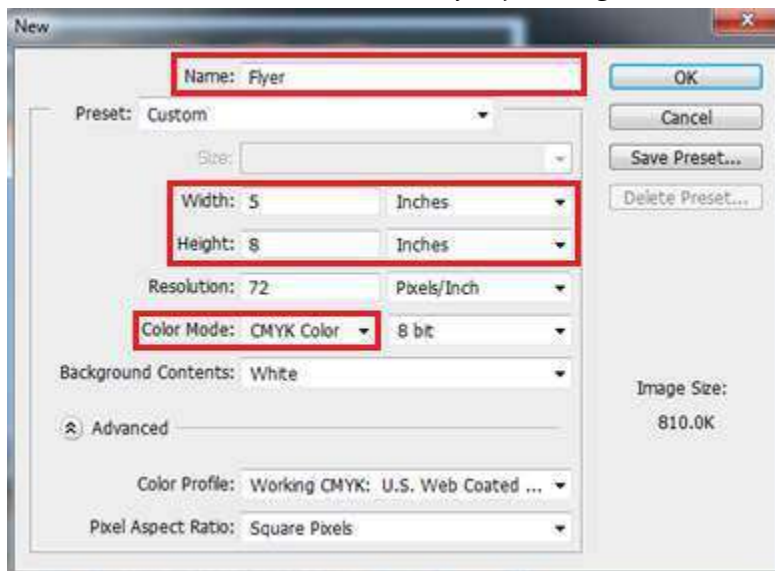 New
Name: Flyer
OK
Preset: Custom
Cancel
Size:
Save Preset...
Width: 5 Inches
Delete Preset...
Height: 8 Inches
Resolution: 72 Pixels/Inch
Color Mode: CMYK Color 8 bit
Background Contents: White
Image Size:
810.0K
Advanced
Color Profile: Working CMYK: U.S. Web Coated ...
Pixel Aspect Ratio: Square Pixels